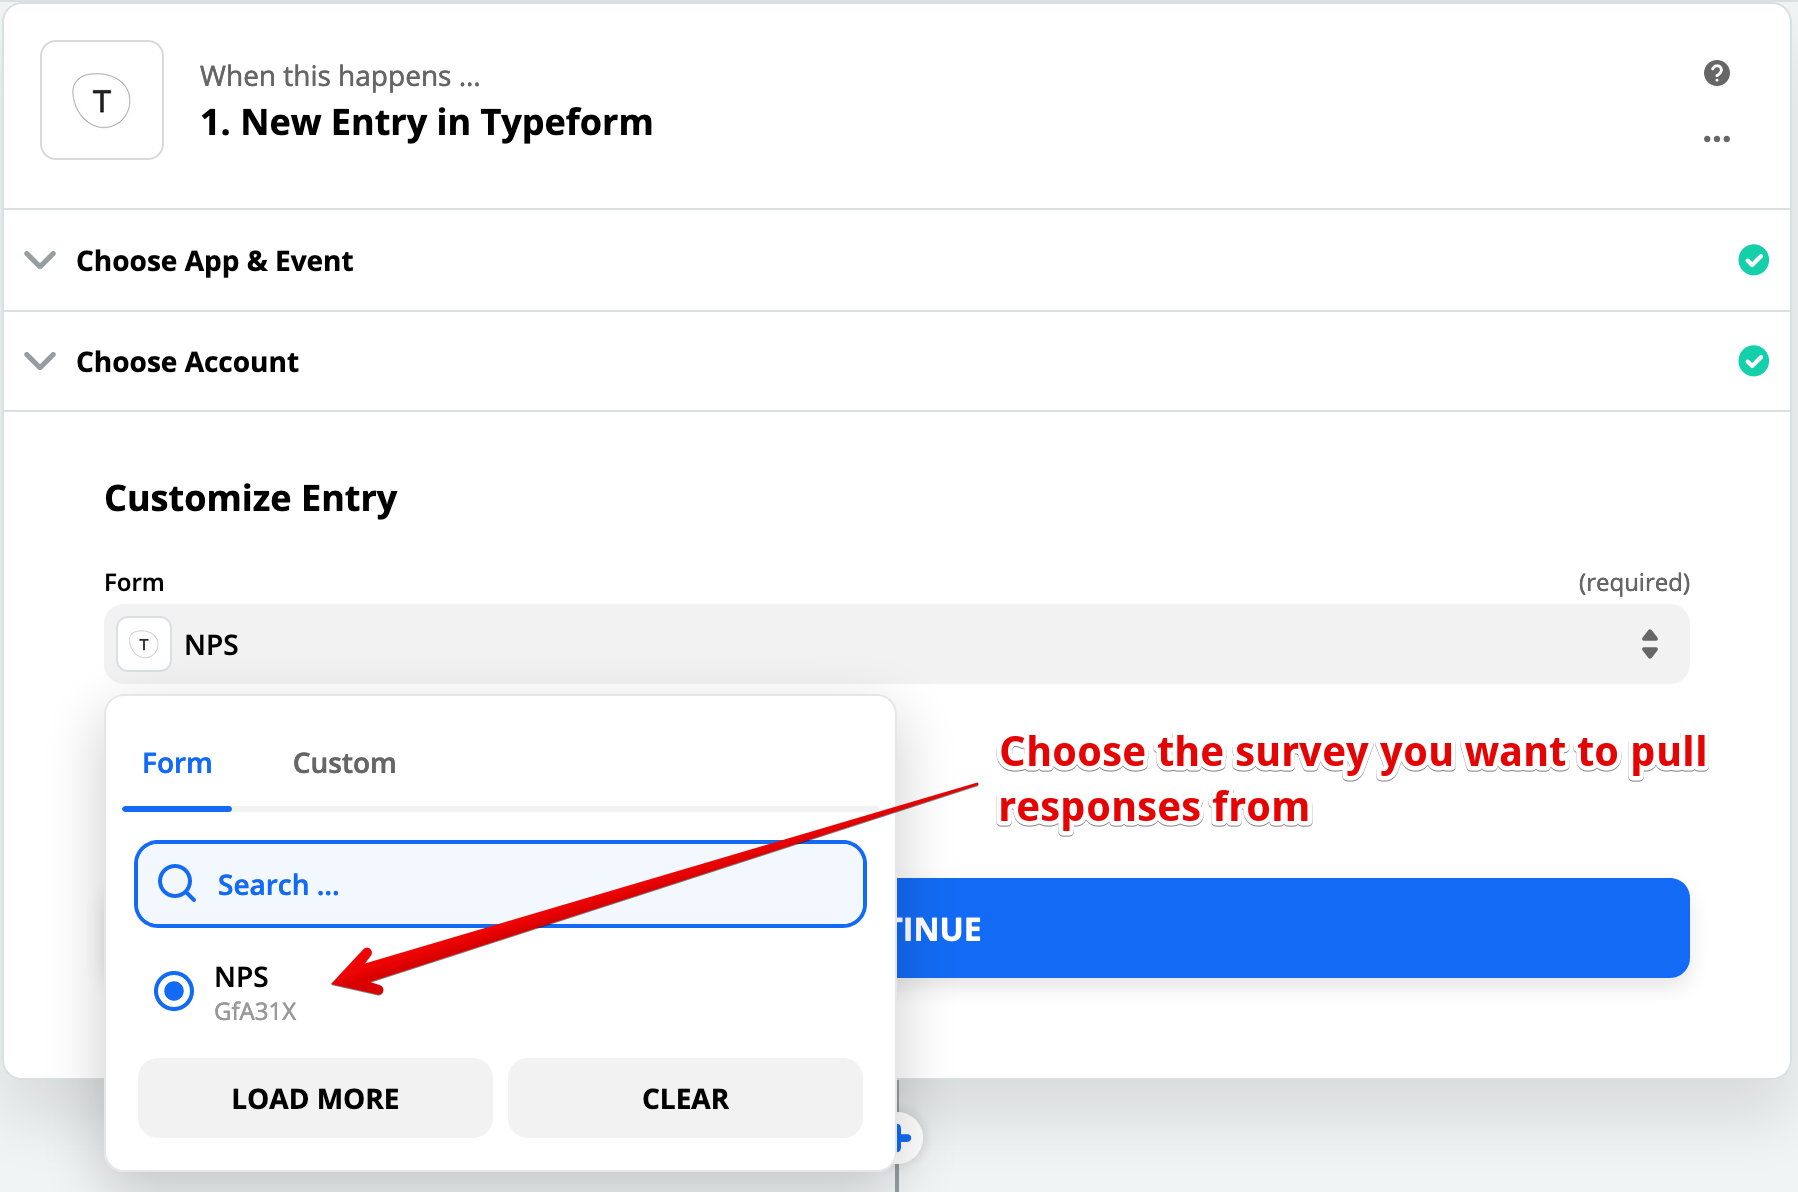 T
When this happens ...
1. New Entry in Typeform
Choose App & Event
Choose Account
Customize Entry
Form
(required)
T
NPS
Form
Custom
Choose the survey you want to pull
responses from
Search ...
TINUE
NPS
GfA31X
LOAD MORE
CLEAR